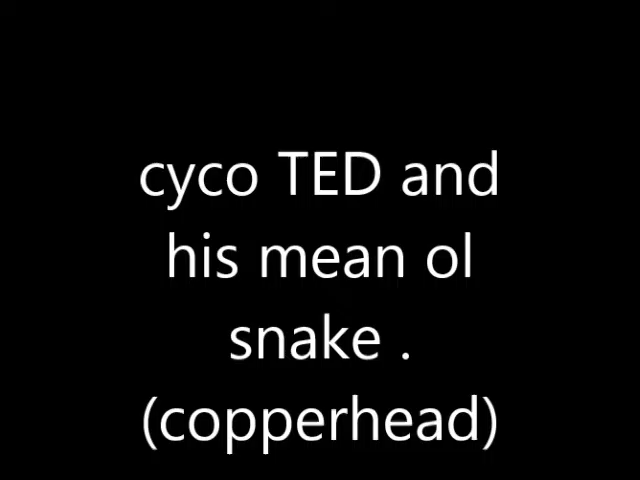 cyco TED and
his mean ol
snake .
(copperhead)